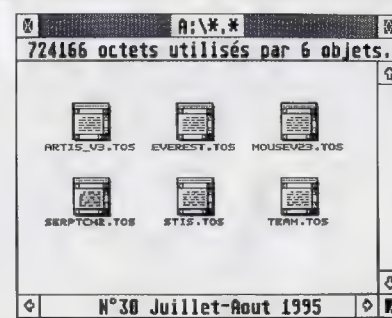 A:\*.*
724166 octets utilisés par 6 objets.
ARTIS_V3.TOS EVEREST.TOS MOUSEV23.TOS
SERPTCH2.TOS STIS.TOS TEAM.TOS
N°30 Juillet-Aout 1995